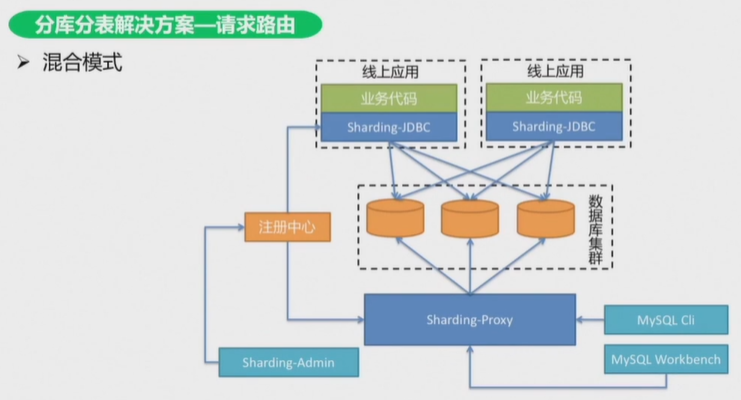 分库分表解决方案—请求路由
混合模式
线上应用
线上应用
业务代码
业务代码
Sharding-JDBC
Sharding-JDBC
数据库集群
注册中心
Sharding-Proxy
MySQL Cli
Sharding-Admin
MySQL Workbench